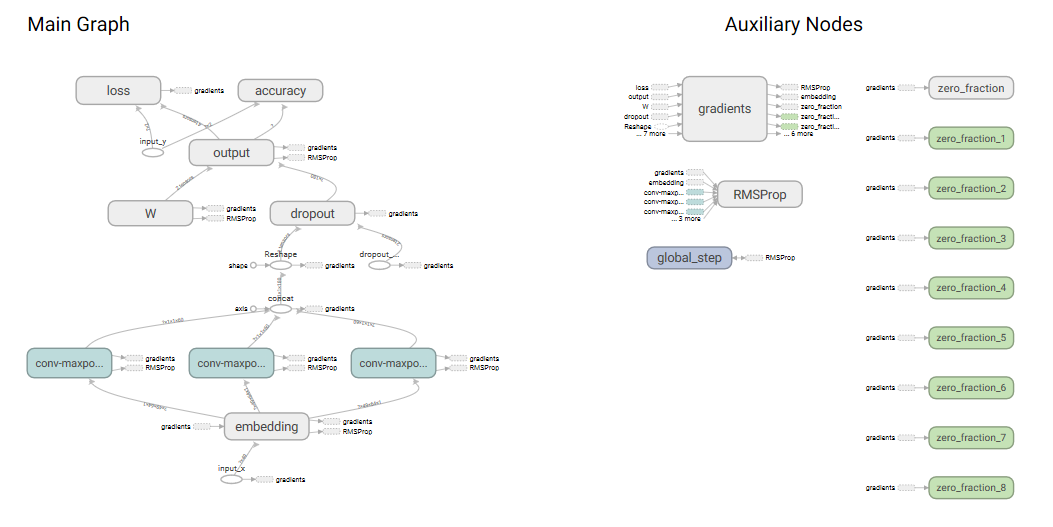 Main Graph
Auxiliary Nodes
loss
gradients
accuracy
input_y
output
gradients
RMSProp
W
gradients
RMSProp
dropout
gradients
Reshape
shape
gradients
dropout_...
gradients
concat
axis
gradients
conv-maxpo...
gradients
RMSProp
conv-maxpo...
gradients
RMSProp
conv-maxpo...
gradients
RMSProp
gradients
embedding
gradients
RMSProp
input_x
gradients
loss
output
W
dropout
Reshape
... 7 more
gradients
RMSProp
embedding
zero_fraction
zero_fracti...
zero_fracti...
... 6 more
gradients
embedding
conv-maxp...
conv-maxp...
conv-maxp...
... 3 more
RMSProp
global_step
RMSProp
gradients
zero_fraction
gradients
zero_fraction_1
gradients
zero_fraction_2
gradients
zero_fraction_3
gradients
zero_fraction_4
gradients
zero_fraction_5
gradients
zero_fraction_6
gradients
zero_fraction_7
gradients
zero_fraction_8